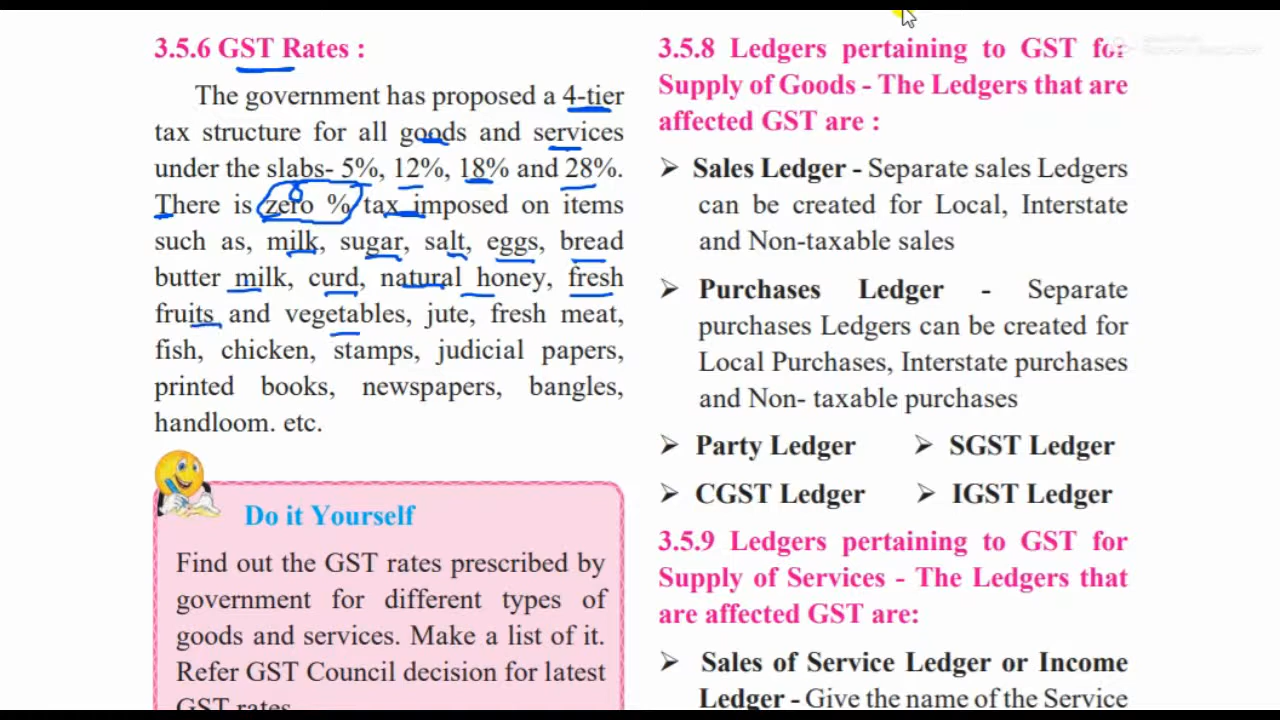 3.5.6 GST Rates :
The government has proposed a 4-tier
tax structure for all goods and services
under the slabs- 5%, 12%, 18% and 28%.
There is zero % tax imposed on items
such as, milk, sugar, salt, eggs, bread
butter milk, curd, natural honey, fresh
fruits and vegetables, jute, fresh meat,
fish, chicken, stamps, judicial papers,
printed books, newspapers, bangles,
handloom. etc.
Do it Yourself
Find out the GST rates prescribed by
government for different types of
goods and services. Make a list of it.
Refer GST Council decision for latest
GST rates
3.5.8 Ledgers pertaining to GST for
Supply of Goods - The Ledgers that are
affected GST are :
➢ Sales Ledger - Separate sales Ledgers
can be created for Local, Interstate
and Non-taxable sales
➢ Purchases Ledger - Separate
purchases Ledgers can be created for
Local Purchases, Interstate purchases
and Non- taxable purchases
➢ Party Ledger ➢ SGST Ledger
➢ CGST Ledger ➢ IGST Ledger
3.5.9 Ledgers pertaining to GST for
Supply of Services - The Ledgers that
are affected GST are:
➢ Sales of Service Ledger or Income
Ledger - Give the name of the Service